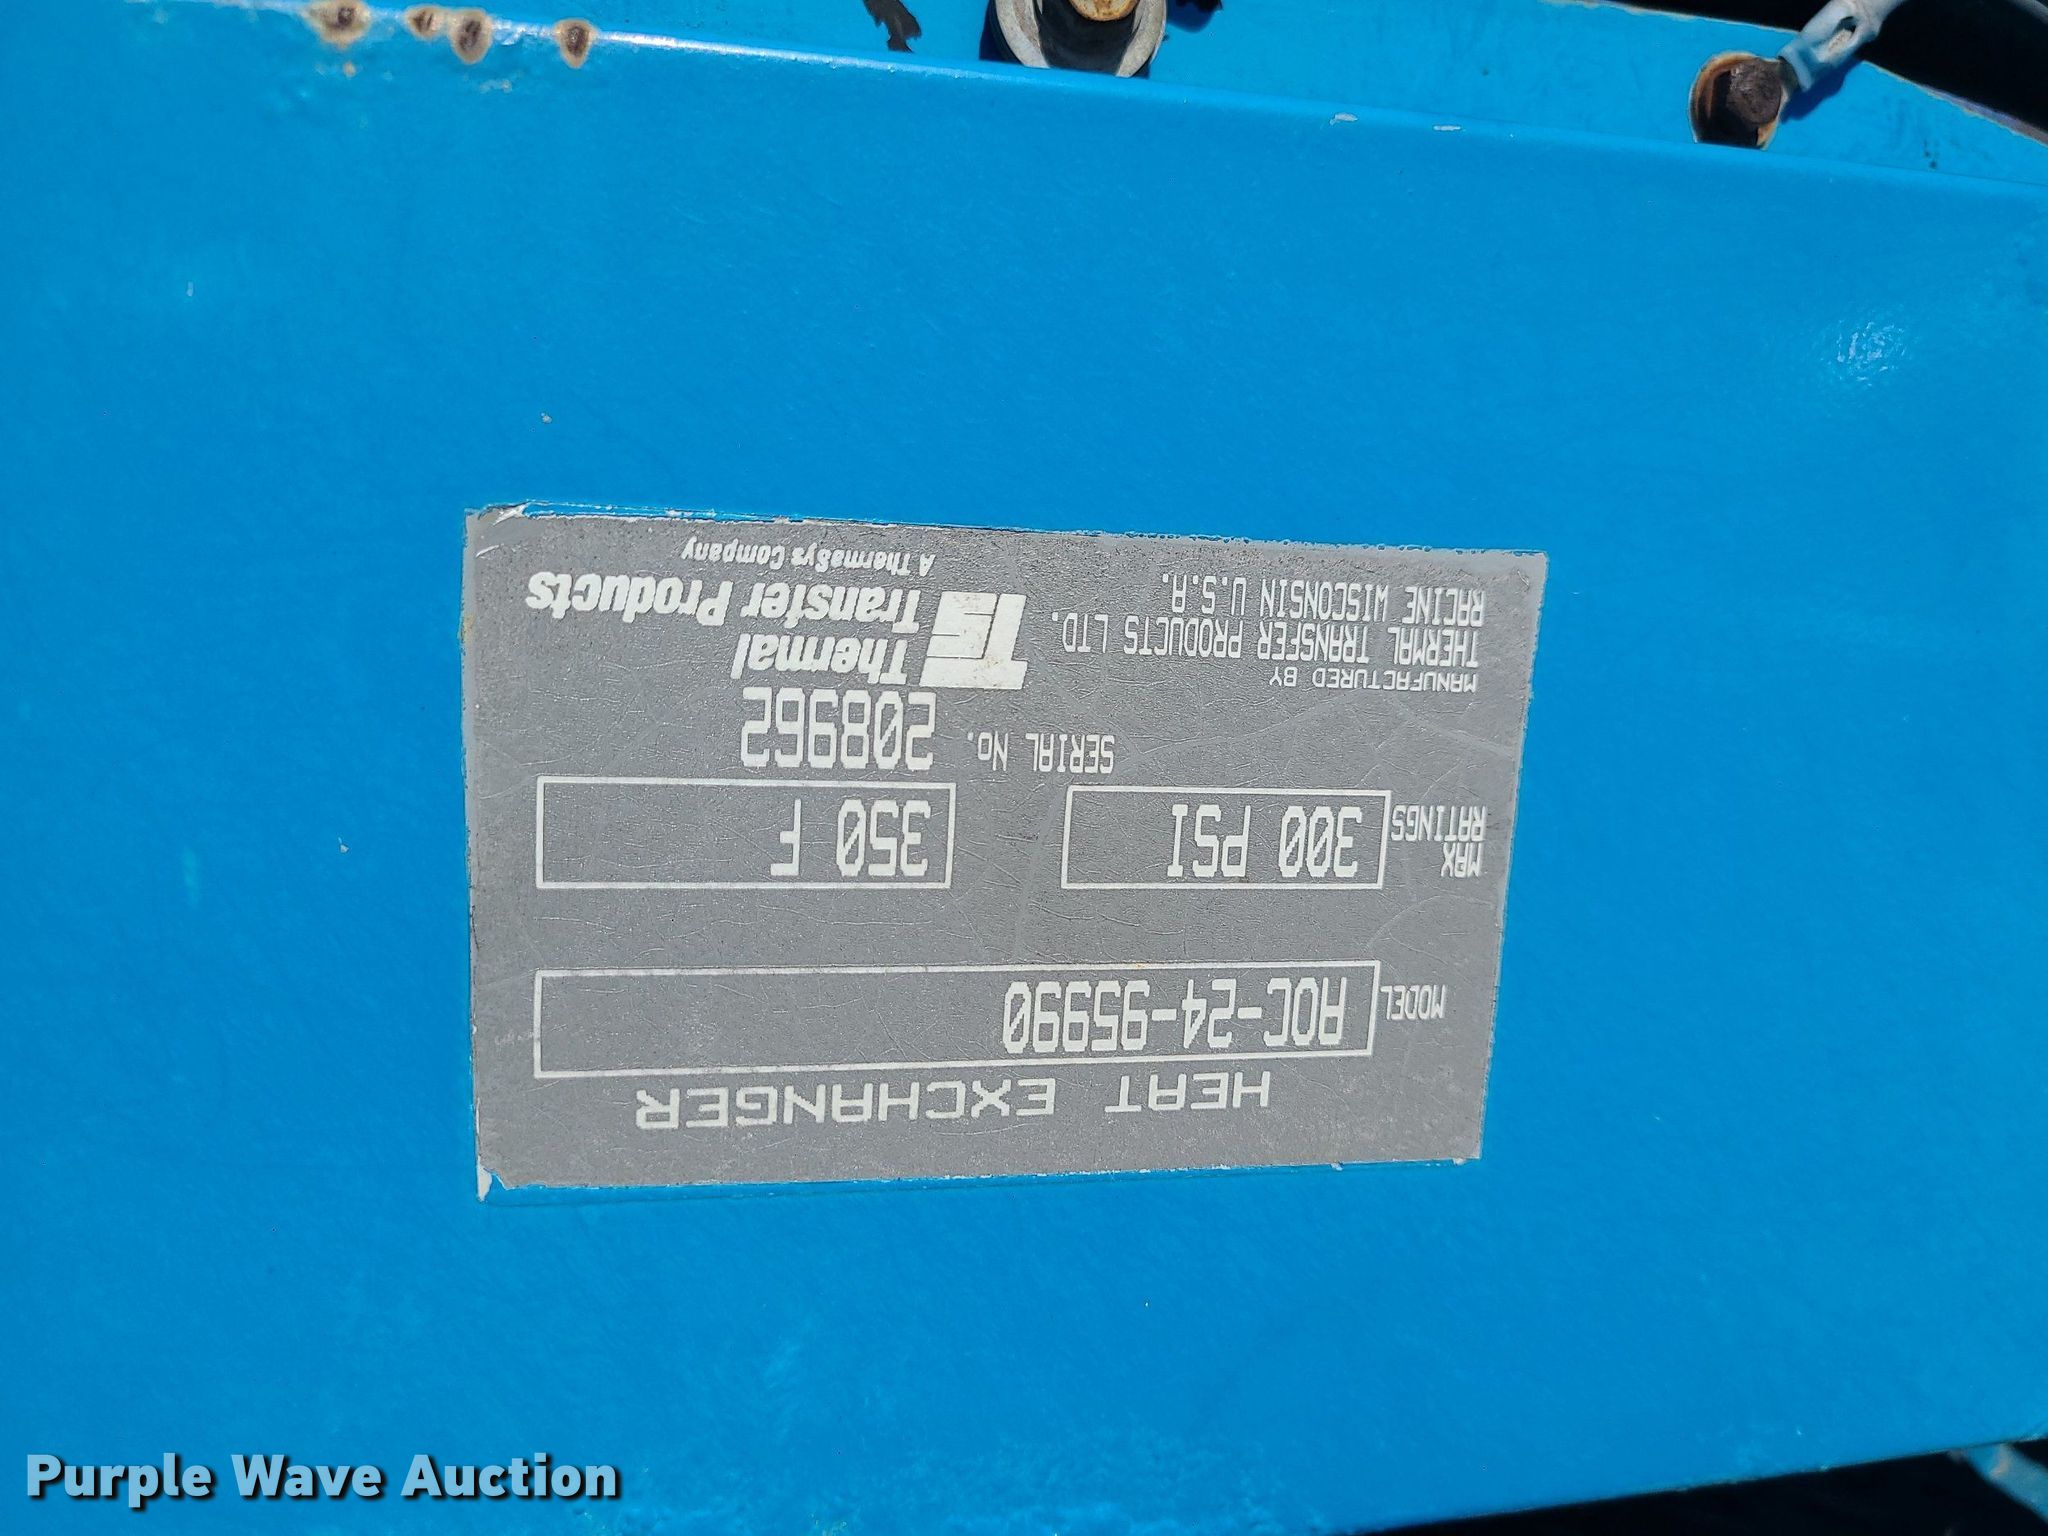 HEAT EXCHANGER
MODEL AOC-24-95990
MAX
RATINGS 300 PSI 350 F
SERIAL No. 208962
MANUFACTURED BY
THERMAL TRANSFER PRODUCTS LTD.
RACINE WISCONSIN U.S.A.
Thermal
Transfer Products
A ThermaSys Company
Purple Wave Auction